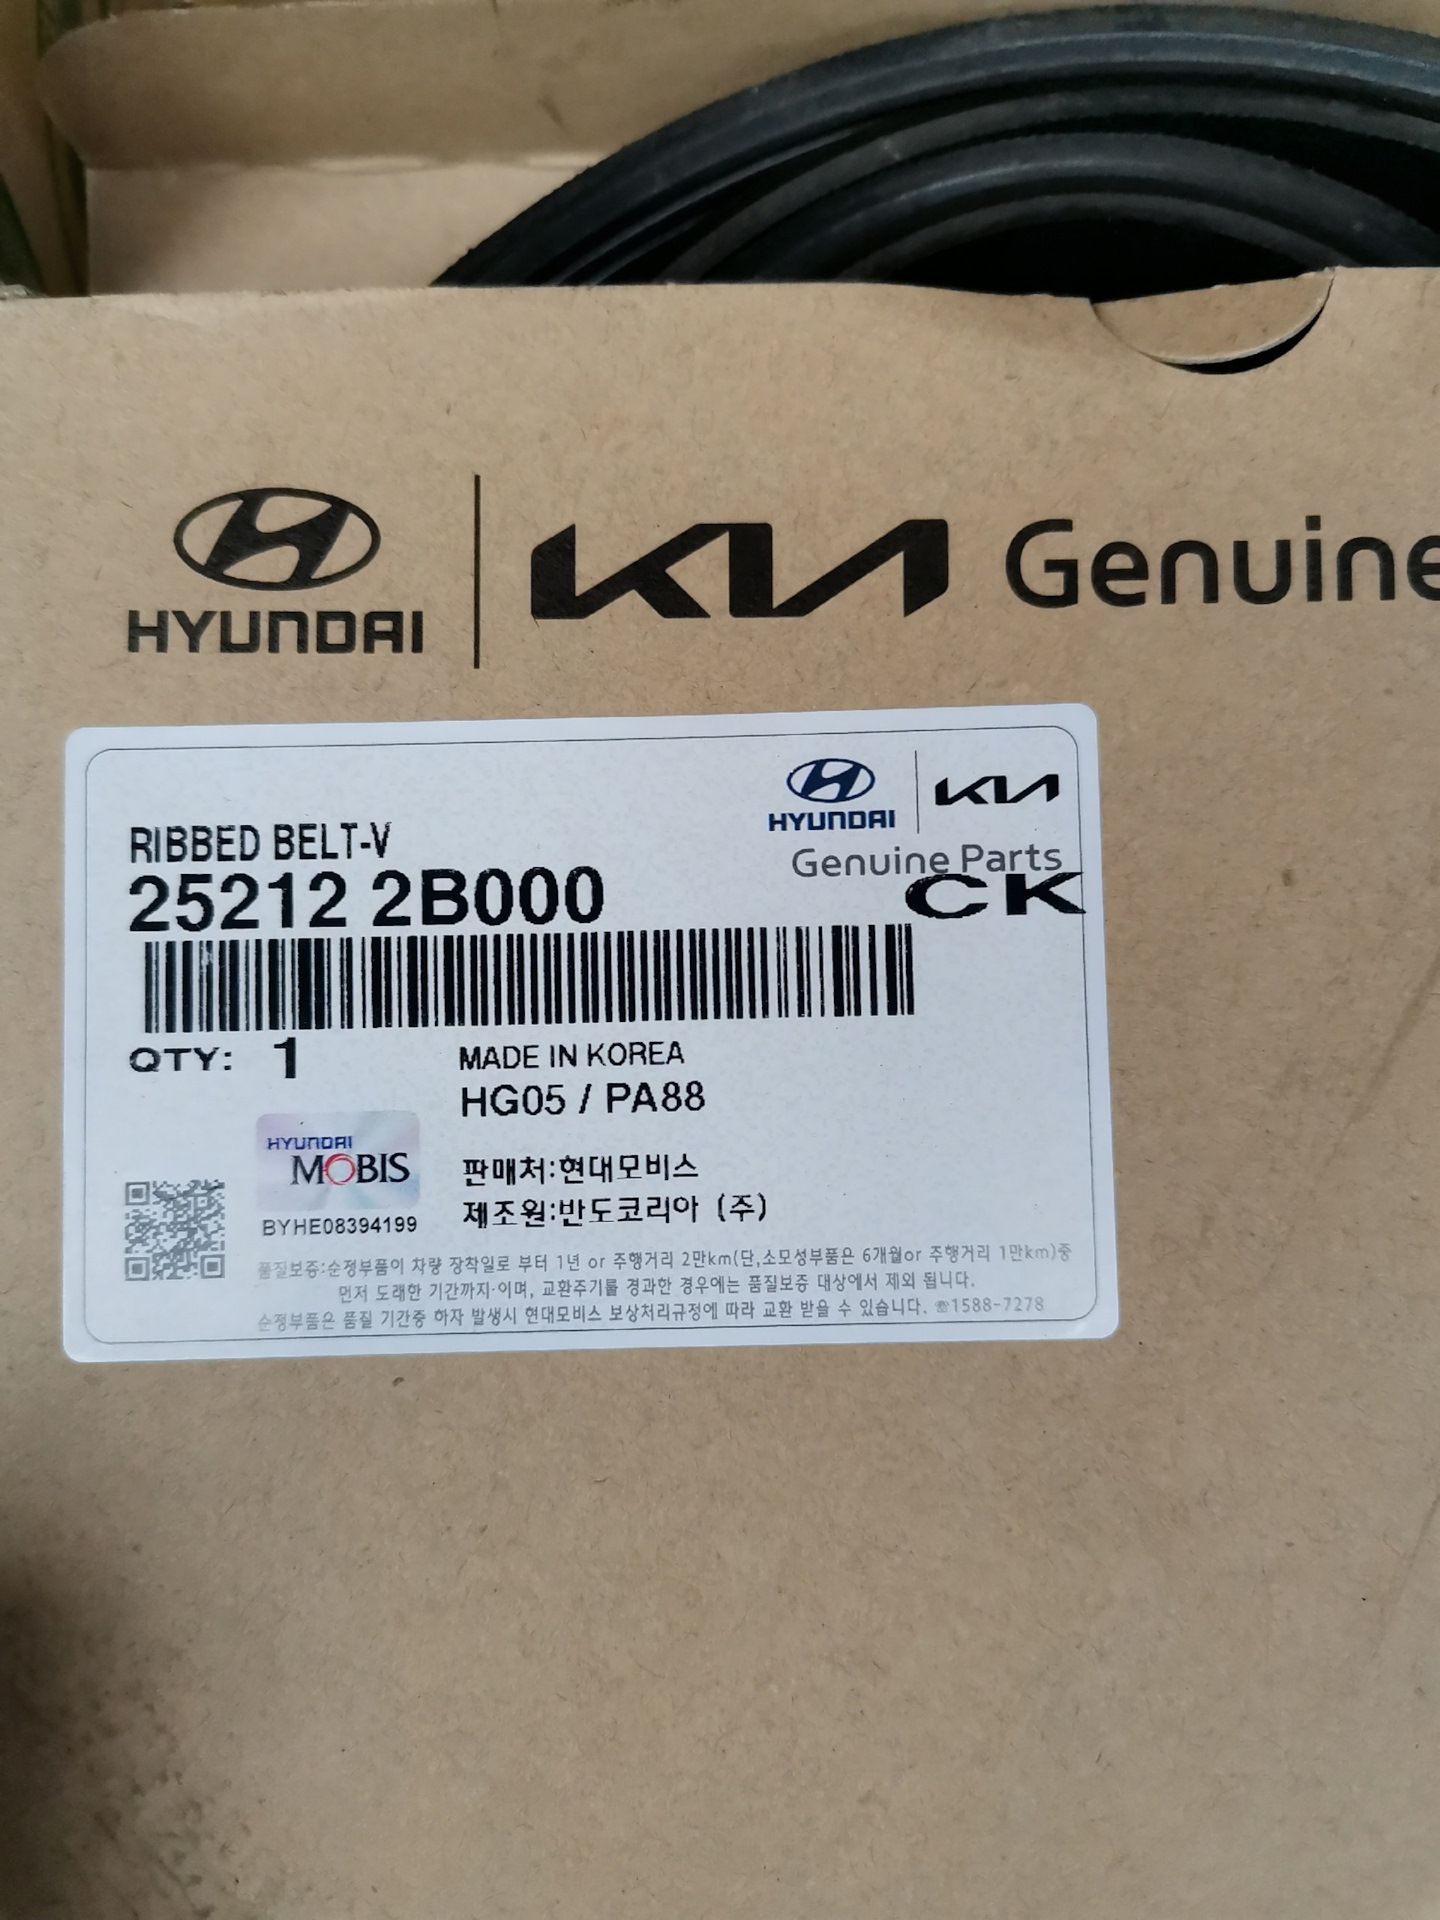 HYUNDAI
KIA Genuine
HYUNDAI KIA
Genuine Parts
RIBBED BELT-V
25212 2B000
CK
QTY: 1
MADE IN KOREA
HG05 / PA88
HYUNDAI
MOBIS
BYHE08394199
판매처:현대모비스
제조원:반도코리아 (주)
품질보증:순정부품이 차량 장착일로 부터 1년 or 주행거리 2만km(단,소모성부품은 6개월or 주행거리 1만km)중
먼저 도래한 기간까지·이며, 교환주기를 경과한 경우에는 품질보증 대상에서 제외 됩니다.
순정부품은 품질 기간중 하자 발생시 현대모비스 보상처리규정에 따라 교환 받을 수 있습니다. ☏1588-7278